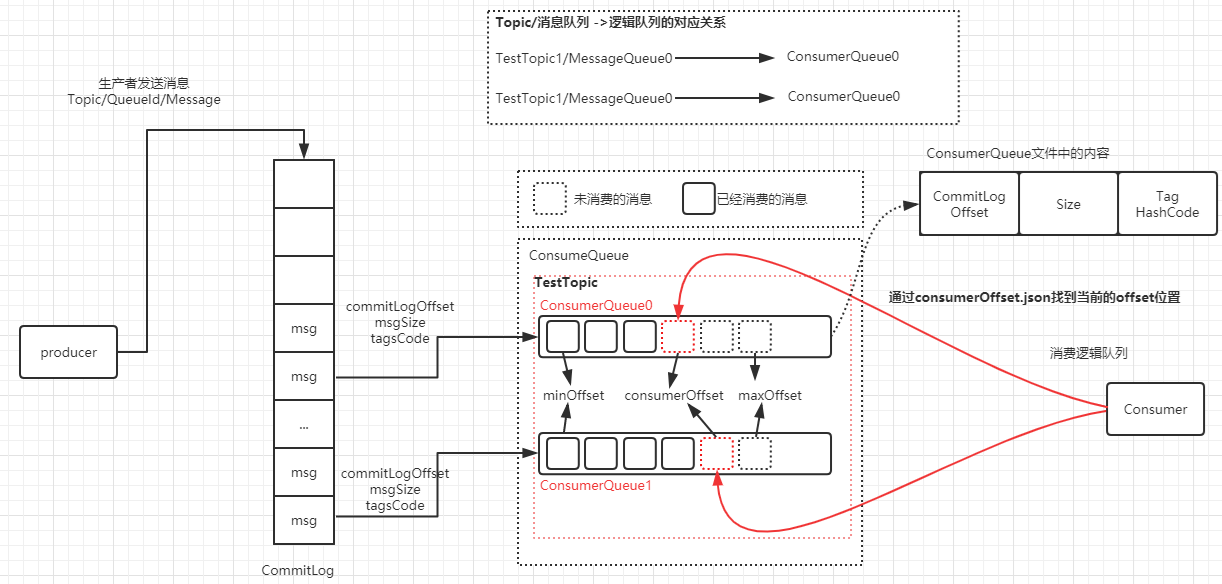 Topic/消息队列 ->逻辑队列的对应关系
TestTopic1/MessageQueue0
ConsumerQueue0
TestTopic1/MessageQueue0
ConsumerQueue0
生产者发送消息
Topic/QueueId/Message
ConsumerQueue文件中的内容
CommitLog
Offset
Size
Tag
HashCode
未消费的消息
已经消费的消息
ConsumeQueue
TestTopic
ConsumerQueue0
通过consumerOffset.json找到当前的offset位置
commitLogOffset
msgSize
tagsCode
producer
msg
msg
...
msg
msg
minOffset
consumerOffset
maxOffset
消费逻辑队列
Consumer
commitLogOffset
msgSize
tagsCode
ConsumerQueue1
CommitLog